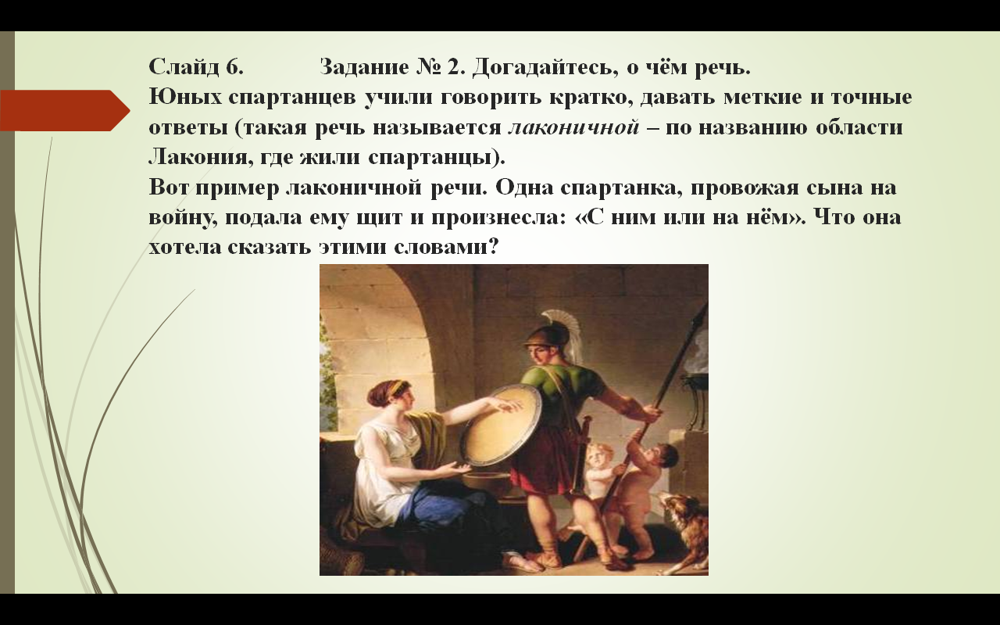 Слайд 6. Задание № 2. Догадайтесь, о чём речь.
Юных спартанцев учили говорить кратко, давать меткие и точные
ответы (такая речь называется лаконичной – по названию области
Лакония, где жили спартанцы).
Вот пример лаконичной речи. Одна спартанка, провожая сына на
войну, подала ему щит и произнесла: «С ним или на нём». Что она
хотела сказать этими словами?